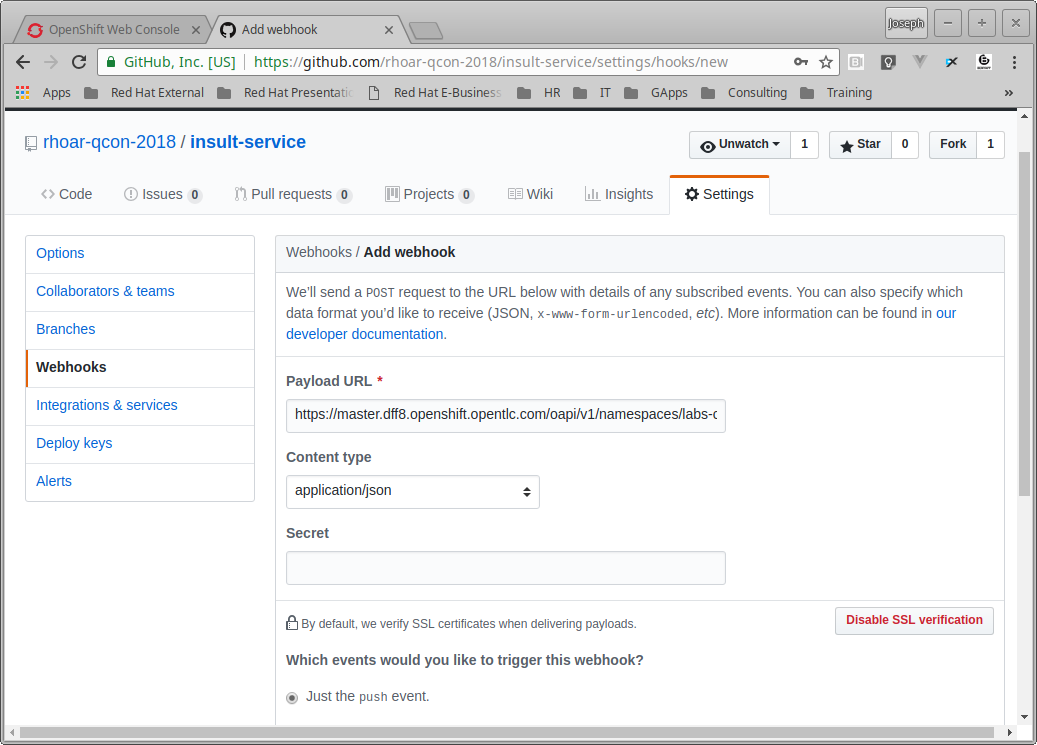 OpenShift Web Console
Add webhook
Joseph
GitHub, Inc. [US]
https://github.com/rhoar-qcon-2018/insult-service/settings/hooks/new
Apps
Red Hat External
Red Hat Presentatio
Red Hat E-Business
HR
IT
GApps
Consulting
Training
»
rhoar-qcon-2018 / insult-service
Unwatch 1
Star 0
Fork 1
Code
Issues 0
Pull requests 0
Projects 0
Wiki
Insights
Settings
Options
Collaborators & teams
Branches
Webhooks
Integrations & services
Deploy keys
Alerts
Webhooks / Add webhook
We’ll send a POST request to the URL below with details of any subscribed events. You can also specify which
data format you’d like to receive (JSON, x-www-form-urlencoded, etc). More information can be found in our
developer documentation.
Payload URL *
https://master.dff8.openshift.opentlc.com/oapi/v1/namespaces/labs-c
Content type
application/json
Secret
By default, we verify SSL certificates when delivering payloads.
Disable SSL verification
Which events would you like to trigger this webhook?
Just the push event.